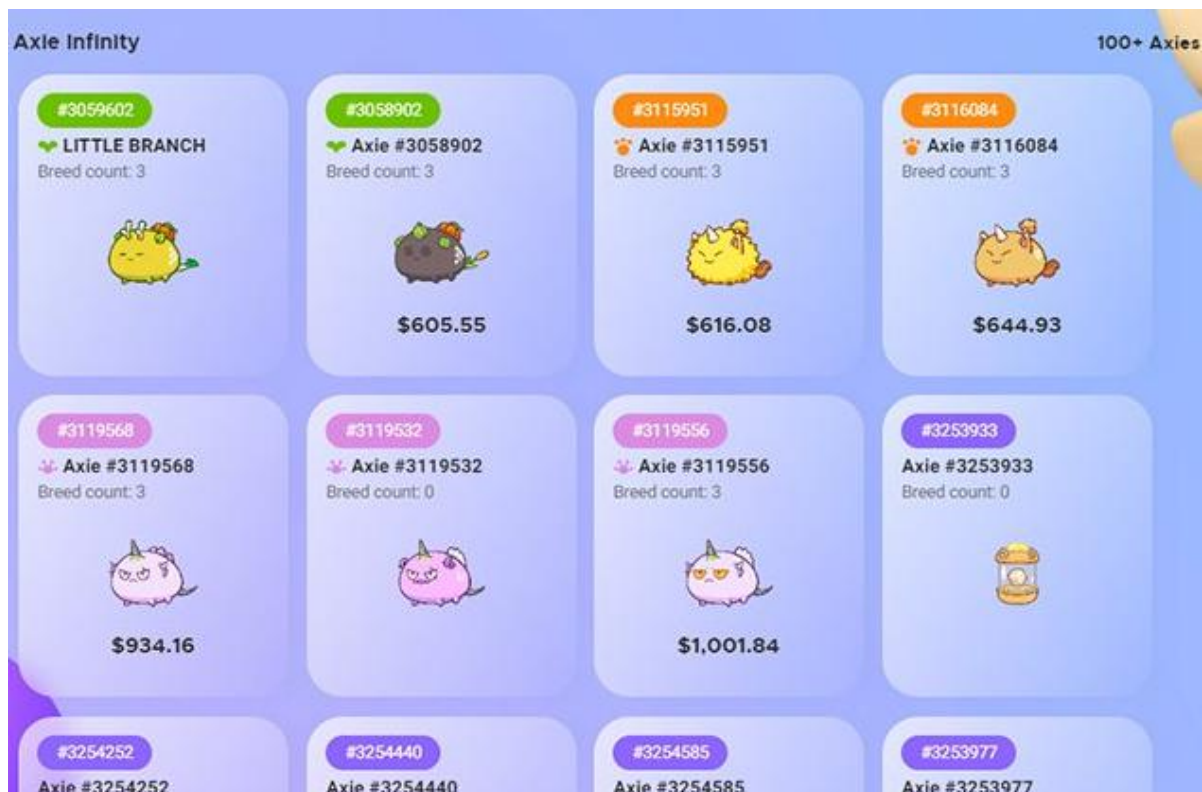 Axie Infinity
100+ Axies
#3059602
LITTLE BRANCH
Breed count: 3
#3058902
Axie #3058902
Breed count: 3
$605.55
#3115951
Axie #3115951
Breed count: 3
$616.08
#3116084
Axie #3116084
Breed count: 3
$644.93
#3119568
Axie #3119568
Breed count: 3
$934.16
#3119532
Axie #3119532
Breed count: 0
#3119556
Axie #3119556
Breed count: 3
$1,001.84
#3253933
Axie #3253933
Breed count: 0
#3254252
Axie #3254252
#3254440
Axie #3254440
#3254585
Axie #3254585
#3253977
Axie #3253977